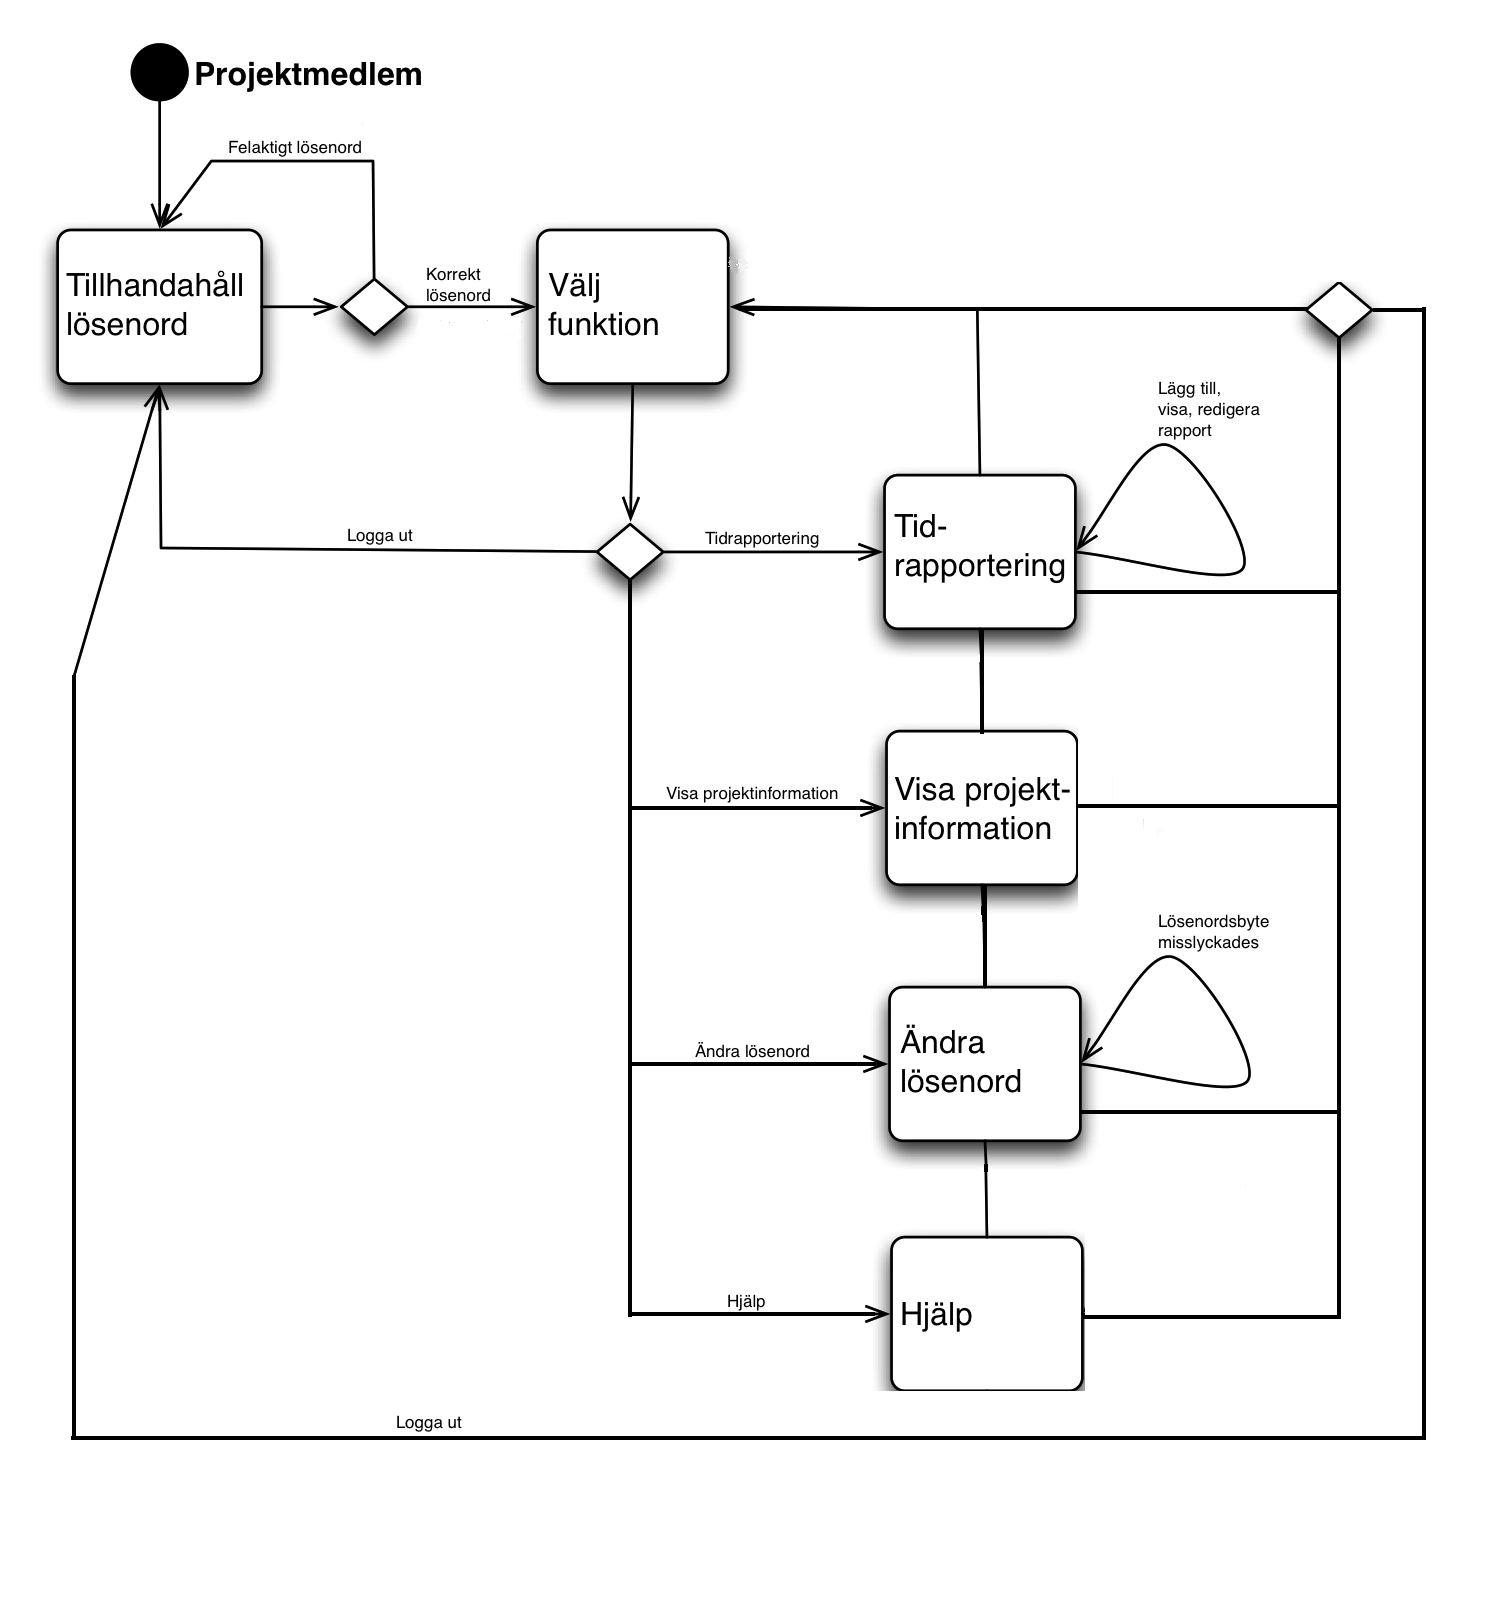 Projektmedlem
Felaktigt lösenord
Tillhandahåll
lösenord
Korrekt
lösenord
Välj
funktion
Lägg till,
visa, redigera
rapport
Logga ut
Tidrapportering
Tid-
rapportering
Visa projektinformation
Visa projekt-
information
Lösenordsbyte
misslyckades
Ändra lösenord
Ändra
lösenord
Hjälp
Hjälp
Logga ut